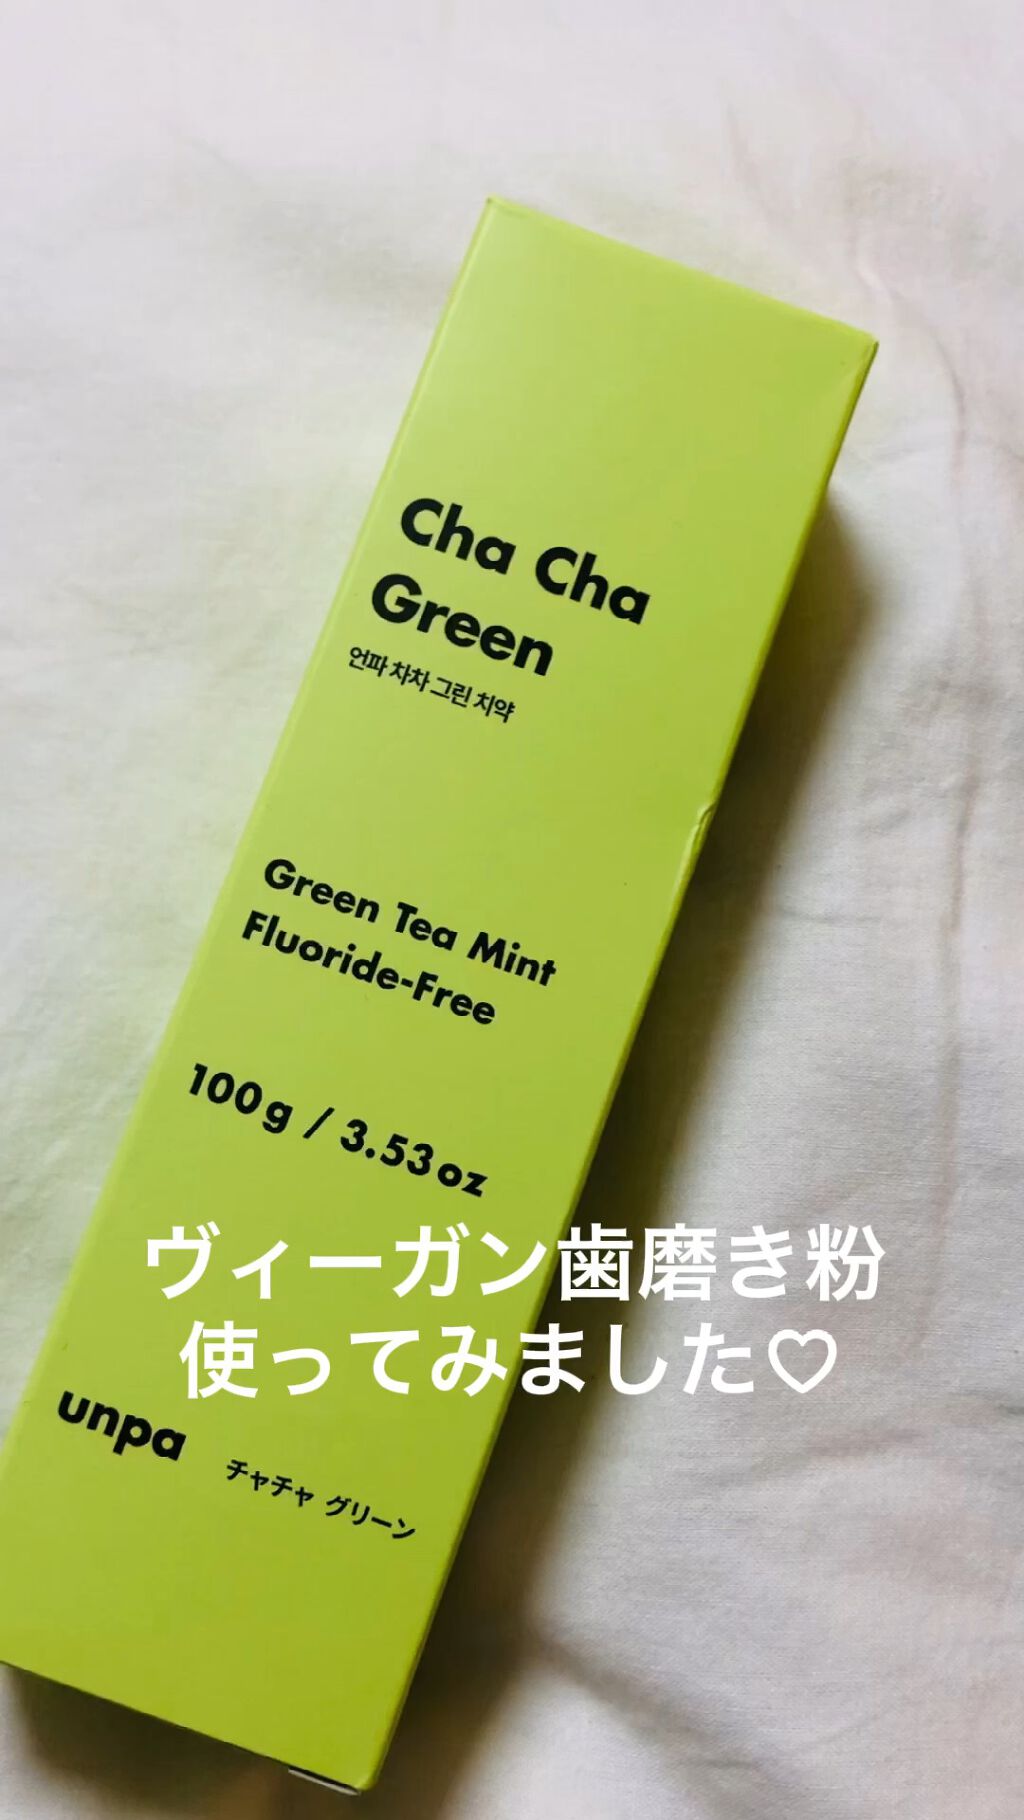 Cha Cha
Green
언파 차차 그린 치약
Green Tea Mint
Fluoride-Free
100g / 3.53oz
ヴィーガン歯磨き粉
使ってみました♡
unpa
チャチャ グリーン